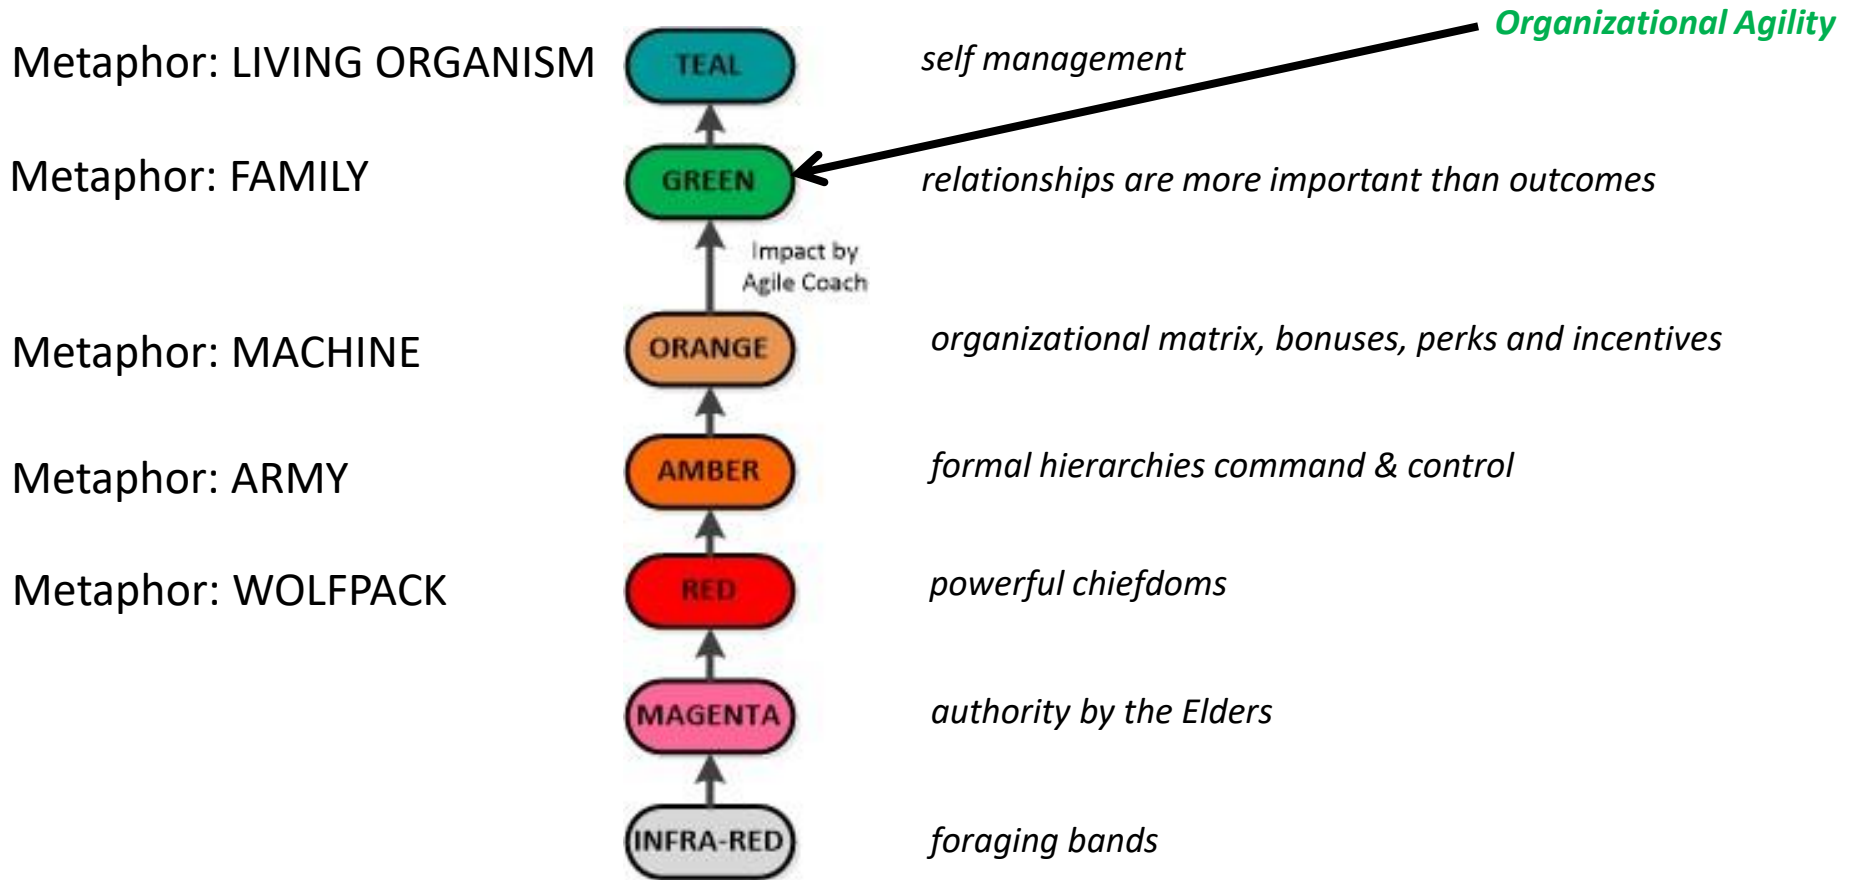 Organizational Agility
Metaphor: LIVING ORGANISM
TEAL
self management
Metaphor: FAMILY
GREEN
relationships are more important than outcomes
Impact by
Agile Coach
Metaphor: MACHINE
ORANGE
organizational matrix, bonuses, perks and incentives
Metaphor: ARMY
AMBER
formal hierarchies command & control
Metaphor: WOLFPACK
RED
powerful chiefdoms
MAGENTA
authority by the Elders
INFRA-RED
foraging bands